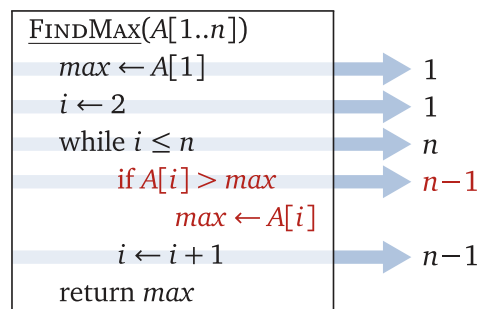 FINDMAX(A[1..n])
max ← A[1] 1
i ← 2 1
while i ≤ n n
if A[i] > max n−1
max ← A[i]
i ← i + 1 n−1
return max